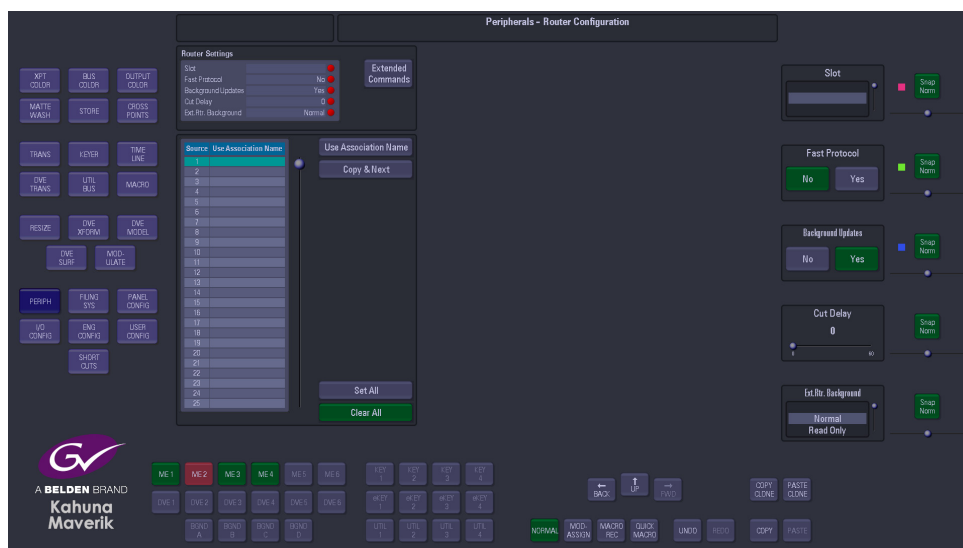 Peripherals - Router Configuration
Router Settings
Slot
Fast Protocol No
Background Updates Yes
Cut Delay 0
Ext.Rtr. Background Normal
Extended
Commands
Source Use Association Name
1
2
3
4
5
6
7
8
9
10
11
12
13
14
15
16
17
18
19
20
21
22
23
24
25
Use Association Name
Copy & Next
Set All
Clear All
XPT
COLOR
BUS
COLOR
OUTPUT
COLOR
MATTE
WASH
STORE
CROSS
POINTS
TRANS
KEYER
TIME
LINE
DVE
TRANS
UTIL
BUS
MACRO
RESIZE
DVE
XFORM
DVE
MODEL
DVE
SURF
MOD-
ULATE
PERIPH
FILING
SYS
PANEL
CONFIG
I/O
CONFIG
ENG
CONFIG
USER
CONFIG
SHORT
CUTS
Slot
Snap
Norm
Fast Protocol
No Yes
Snap
Norm
Background Updates
No Yes
Snap
Norm
Cut Delay
0
0 60
Snap
Norm
Ext.Rtr. Background
Normal
Read Only
Snap
Norm
GV
A BELDEN BRAND
Kahuna
Maverik
ME 1 ME 2 ME 3 ME 4 ME 5 ME 6
DVE 1 DVE 2 DVE 3 DVE 4 DVE 5 DVE 6
BGND
A
BGND
B
BGND
C
BGND
D
KEY
1
KEY
2
KEY
3
KEY
4
eKEY
1
eKEY
2
eKEY
3
eKEY
4
UTIL
1
UTIL
2
UTIL
3
UTIL
4
←
BACK
↑
UP
→
FWD
COPY
CLONE
PASTE
CLONE
NORMAL
MOD-
ASSIGN
MACRO
REC
QUICK
MACRO
UNDO
REDO
COPY
PASTE